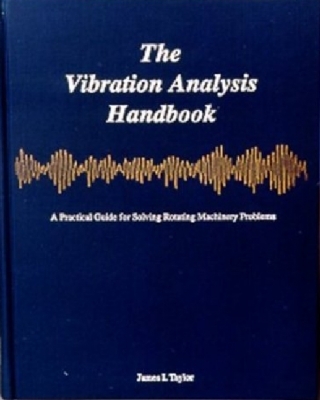 The
Vibration Analysis
Handbook
A Practical Guide for Solving Rotating Machinery Problems
James I. Taylor